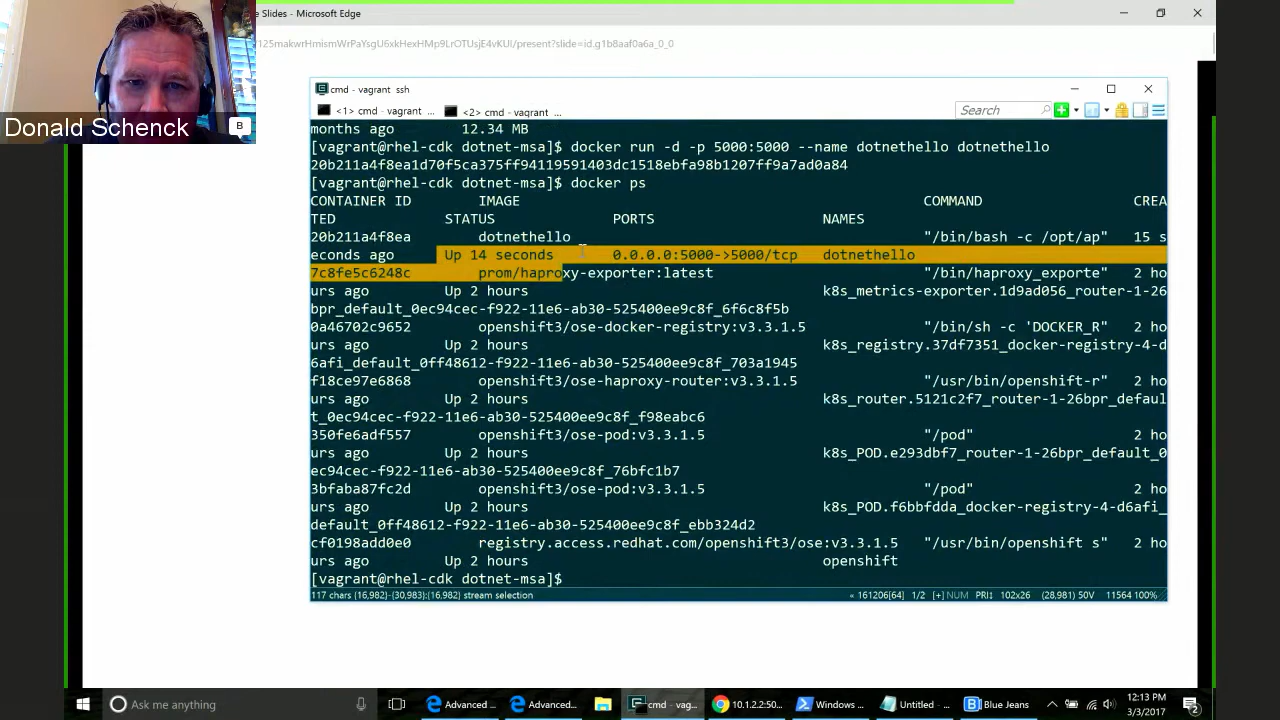 e Slides - Microsoft Edge
125makwrHmismWrPaYsgU6xkHexHMp9LrOTUsjE4vKUI/present?slide=id.g1b8aaf0a6a_0_0
Donald Schenck
B
cmd - vagrant ssh
<1> cmd - vagrant ...
<2> cmd - vagrant ...
Search
months ago 12.34 MB
[vagrant@rhel-cdk dotnet-msa]$ docker run -d -p 5000:5000 --name dotnethello dotnethello
20b211a4f8ea1d70f5ca375ff94119591403dc1518ebfa98b1207ff9a7ad0a84
[vagrant@rhel-cdk dotnet-msa]$ docker ps
CONTAINER ID IMAGE COMMAND CREA
TED STATUS PORTS NAMES
20b211a4f8ea dotnethello "/bin/bash -c /opt/ap" 15 s
econds ago Up 14 seconds 0.0.0.0:5000->5000/tcp dotnethello
7c8fe5c6248c prom/haproxy-exporter:latest "/bin/haproxy_exporte" 2 ho
urs ago Up 2 hours k8s_metrics-exporter.1d9ad056_router-1-26
bpr_default_0ec94cec-f922-11e6-ab30-525400ee9c8f_6f6c8f5b
0a46702c9652 openshift3/ose-docker-registry:v3.3.1.5 "/bin/sh -c 'DOCKER_R" 2 ho
urs ago Up 2 hours k8s_registry.37df7351_docker-registry-4-d
6afi_default_0ff48612-f922-11e6-ab30-525400ee9c8f_703a1945
f18ce97e6868 openshift3/ose-haproxy-router:v3.3.1.5 "/usr/bin/openshift-r" 2 ho
urs ago Up 2 hours k8s_router.5121c2f7_router-1-26bpr_defaul
t_0ec94cec-f922-11e6-ab30-525400ee9c8f_f98eabc6
350fe6adf557 openshift3/ose-pod:v3.3.1.5 "/pod" 2 ho
urs ago Up 2 hours k8s_POD.e293dbf7_router-1-26bpr_default_0
ec94cec-f922-11e6-ab30-525400ee9c8f_76bfc1b7
3bfaba87fc2d openshift3/ose-pod:v3.3.1.5 "/pod" 2 ho
urs ago Up 2 hours k8s_POD.f6bbfdda_docker-registry-4-d6afi_
default_0ff48612-f922-11e6-ab30-525400ee9c8f_ebb324d2
cf0198add0e0 registry.access.redhat.com/openshift3/ose:v3.3.1.5 "/usr/bin/openshift s" 2 ho
urs ago Up 2 hours openshift
[vagrant@rhel-cdk dotnet-msa]$
117 chars {16,982}-{30,983};{16,982} stream selection
« 161206[64] 1/2 [+] NUM PRI↕ 102x26 (28,981) 50V 11564 100%
Ask me anything
Advanced ...
Advanced...
cmd - vag...
10.1.2.2:50...
Windows ...
Untitled - ...
Blue Jeans
12:13 PM
3/3/2017
2